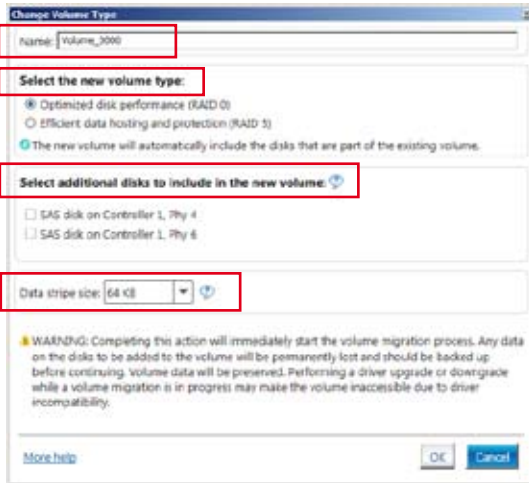 Change Volume Type
Name: Volume_0000
Select the new volume type:
Optimized disk performance (RAID 0)
Efficient data hosting and protection (RAID 5)
The new volume will automatically include the disks that are part of the existing volume.
Select additional disks to include in the new volume:
SAS disk on Controller 1, Phy 4
SAS disk on Controller 1, Phy 6
Data stripe size: 64 KB
WARNING: Completing this action will immediately start the volume migration process. Any data
on the disks to be added to the volume will be permanently lost and should be backed up
before continuing. Volume data will be preserved. Performing a driver upgrade or downgrade
while a volume migration is in progress may make the volume inaccessible due to driver
incompatibility.
More help
OK
Cancel